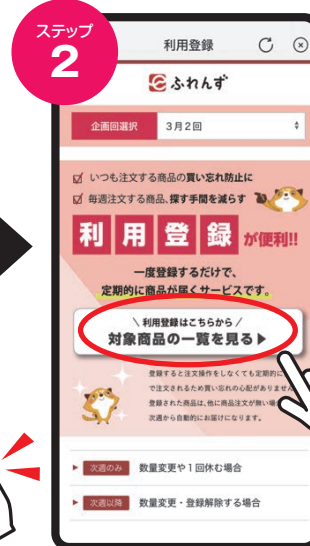 ステップ
2
利用登録
ふれんず
企画回選択 3月2回
いつも注文する商品の買い忘れ防止に
毎週注文する商品、探す手間を減らす
利用登録が便利!!
一度登録するだけで、
定期的に商品が届くサービスです。
\ 利用登録はこちらから /
対象商品の一覧を見る▶
登録すると注文操作をしなくても定期的に
で注文されるため買い忘れの心配がありません
登録された商品は、他に商品注文が無い場
次週から自動的にお届けになります。
▶ 次週のみ 数量変更や1回休む場合
▶ 次週以降 数量変更・登録解除する場合